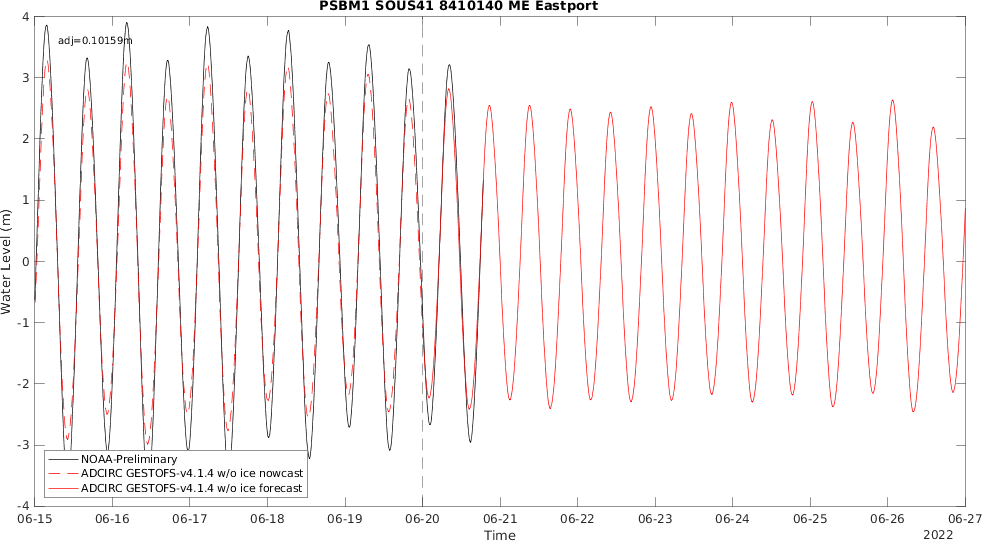 PSBM1 SOUS41 8410140 ME Eastport
adj=0.10159m
4
3
2
1
0
-1
-2
-3
-4
Water Level (m)
NOAA-Preliminary
ADCIRC GESTOFS-v4.1.4 w/o ice nowcast
ADCIRC GESTOFS-v4.1.4 w/o ice forecast
06-15 06-16 06-17 06-18 06-19 06-20 06-21 06-22 06-23 06-24 06-25 06-26 06-27
Time
2022